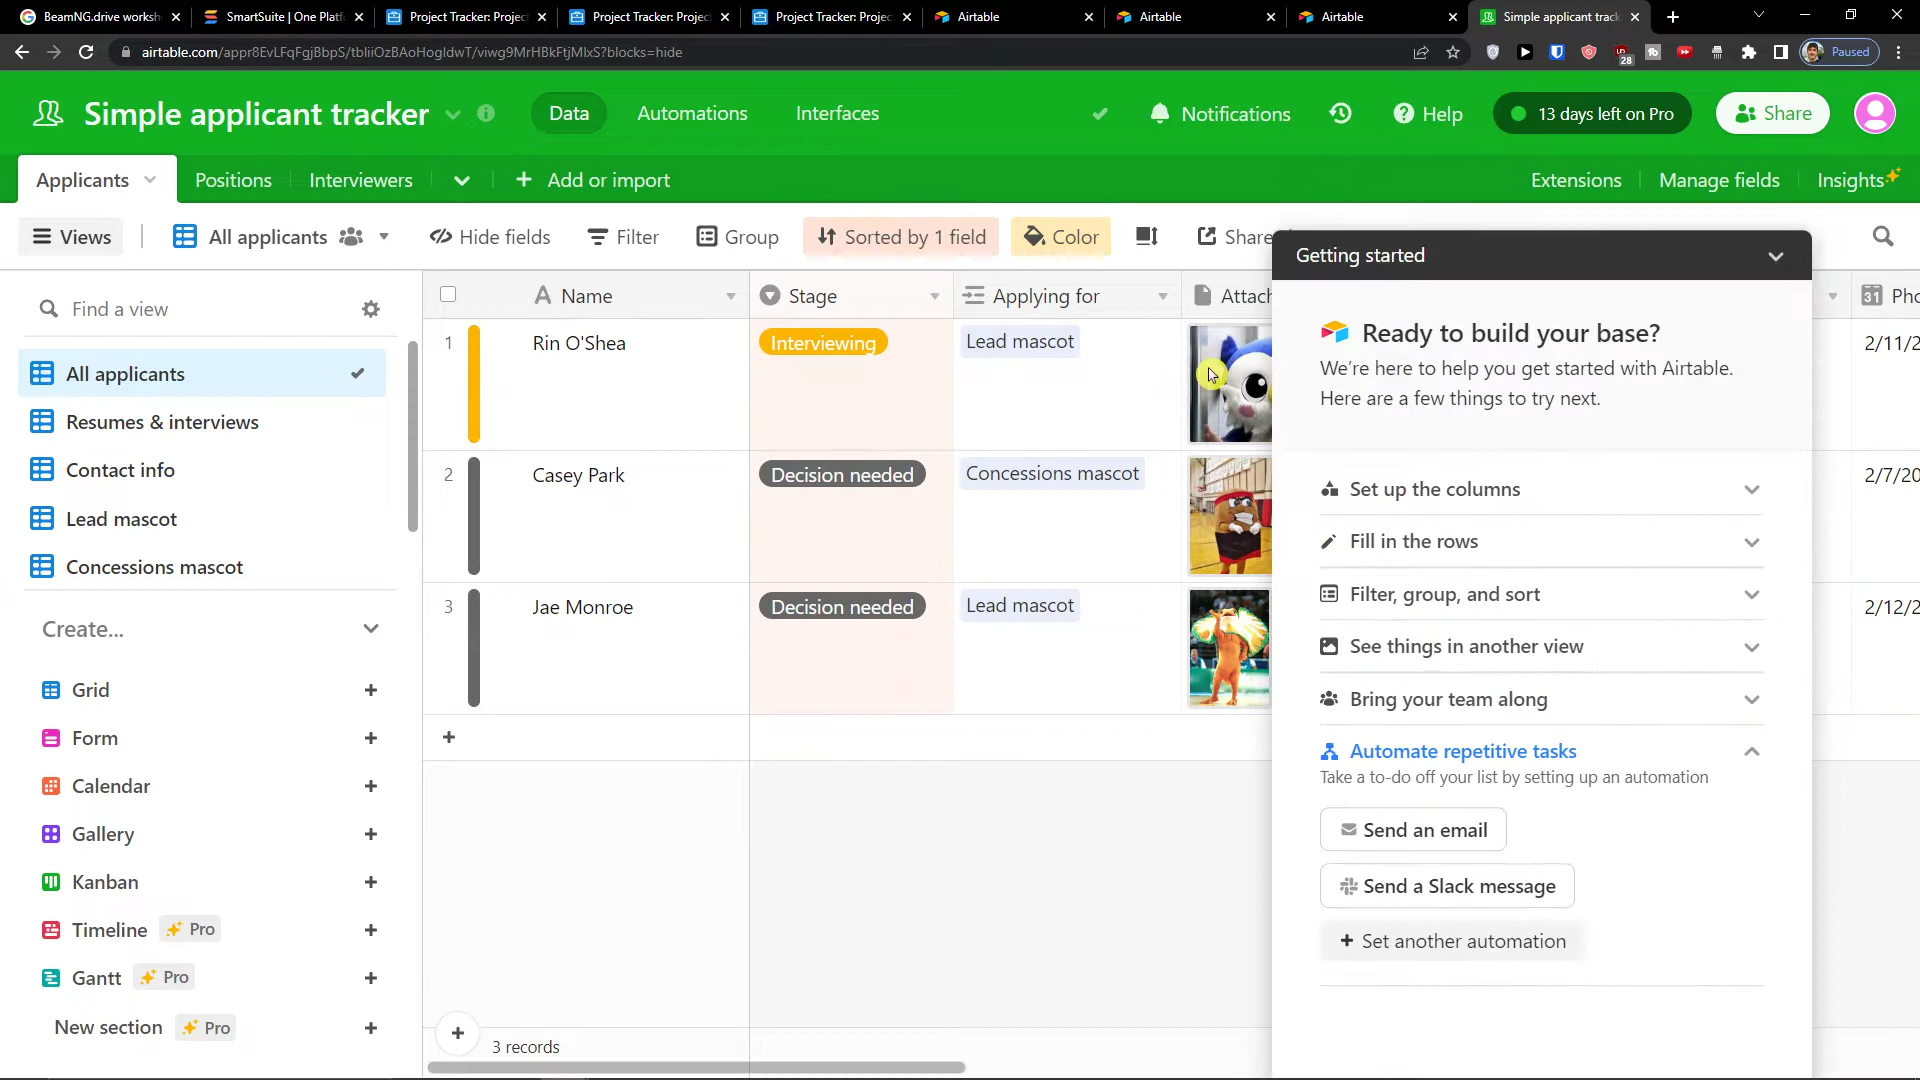 BeamNG.drive worksh
SmartSuite | One Platf
Project Tracker: Projec
Project Tracker: Projec
Project Tracker: Projec
Airtable
Airtable
Airtable
Simple applicant track
airtable.com/appr8EvLFqFgjBbpS/tbliiOzBAoHogIdwT/viwg9MrHBkFtjMIxS?blocks=hide
28
Paused
Simple applicant tracker
Data
Automations
Interfaces
Notifications
Help
13 days left on Pro
Share
Applicants
Positions
Interviewers
Add or import
Extensions
Manage fields
Insights
Views
All applicants
Hide fields
Filter
Group
Sorted by 1 field
Color
Share
Find a view
All applicants
Resumes & interviews
Contact info
Lead mascot
Concessions mascot
Create...
Grid
Form
Calendar
Gallery
Kanban
Timeline Pro
Gantt Pro
New section Pro
Name
Stage
Applying for
Attach
31 Pho
1 Rin O'Shea Interviewing Lead mascot 2/11/2
2 Casey Park Decision needed Concessions mascot 2/7/20
3 Jae Monroe Decision needed Lead mascot 2/12/2
3 records
Getting started
Ready to build your base?
We're here to help you get started with Airtable.
Here are a few things to try next.
Set up the columns
Fill in the rows
Filter, group, and sort
See things in another view
Bring your team along
Automate repetitive tasks
Take a to-do off your list by setting up an automation
Send an email
Send a Slack message
+ Set another automation